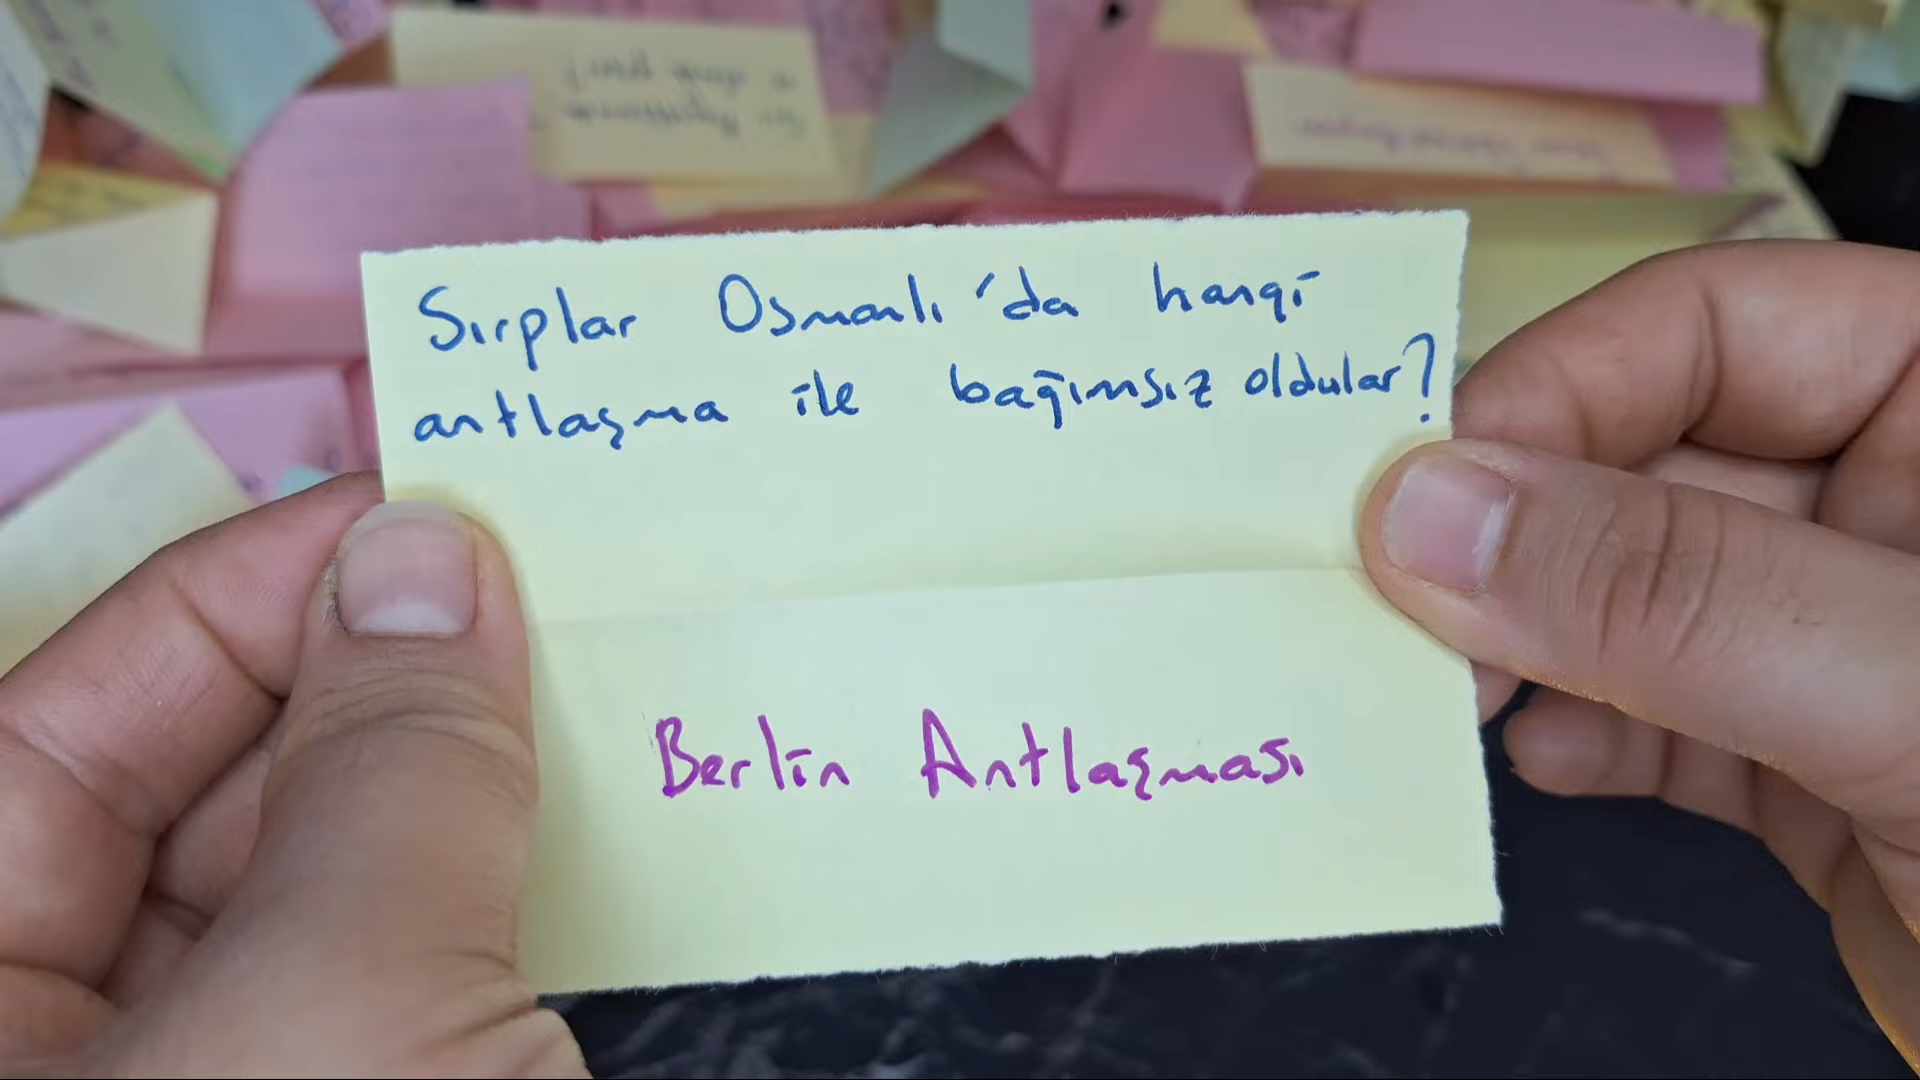 Sırplar Osmanlı'da hangi
antlaşma ile bağımsız oldular?
Berlin Antlaşması